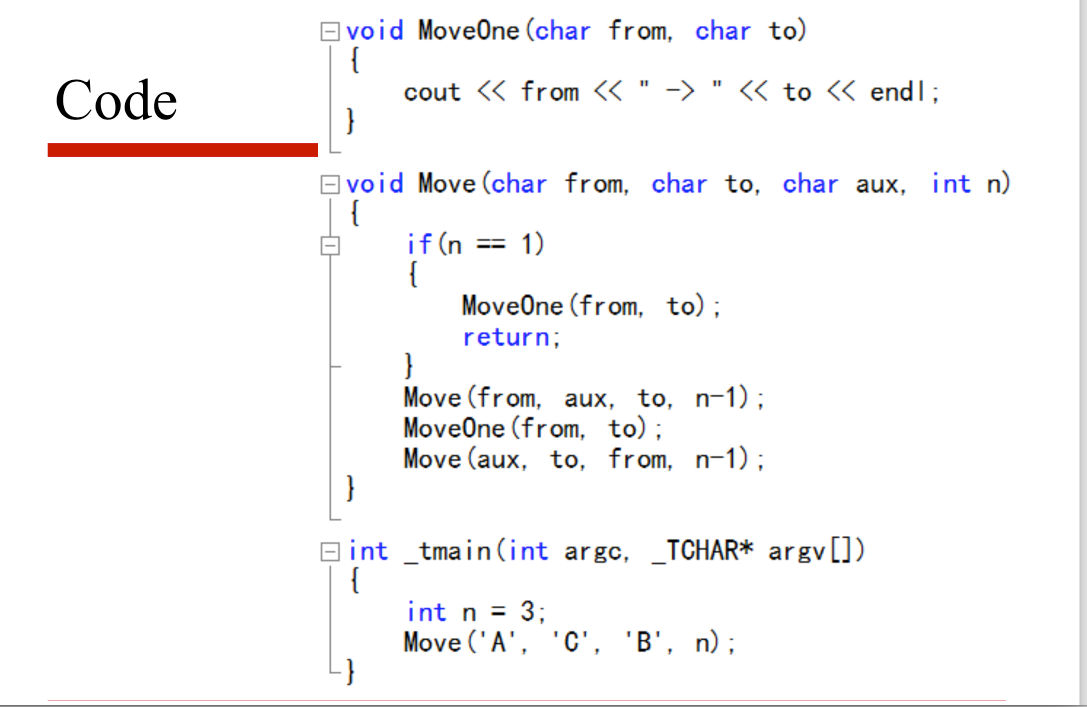 Code
void MoveOne(char from, char to)
{
    cout << from << " -> " << to << endl;
}
void Move(char from, char to, char aux, int n)
{
    if(n == 1)
    {
        MoveOne(from, to);
        return;
    }
    Move(from, aux, to, n-1);
    MoveOne(from, to);
    Move(aux, to, from, n-1);
}
int _tmain(int argc, _TCHAR* argv[])
{
    int n = 3;
    Move('A', 'C', 'B', n);
}